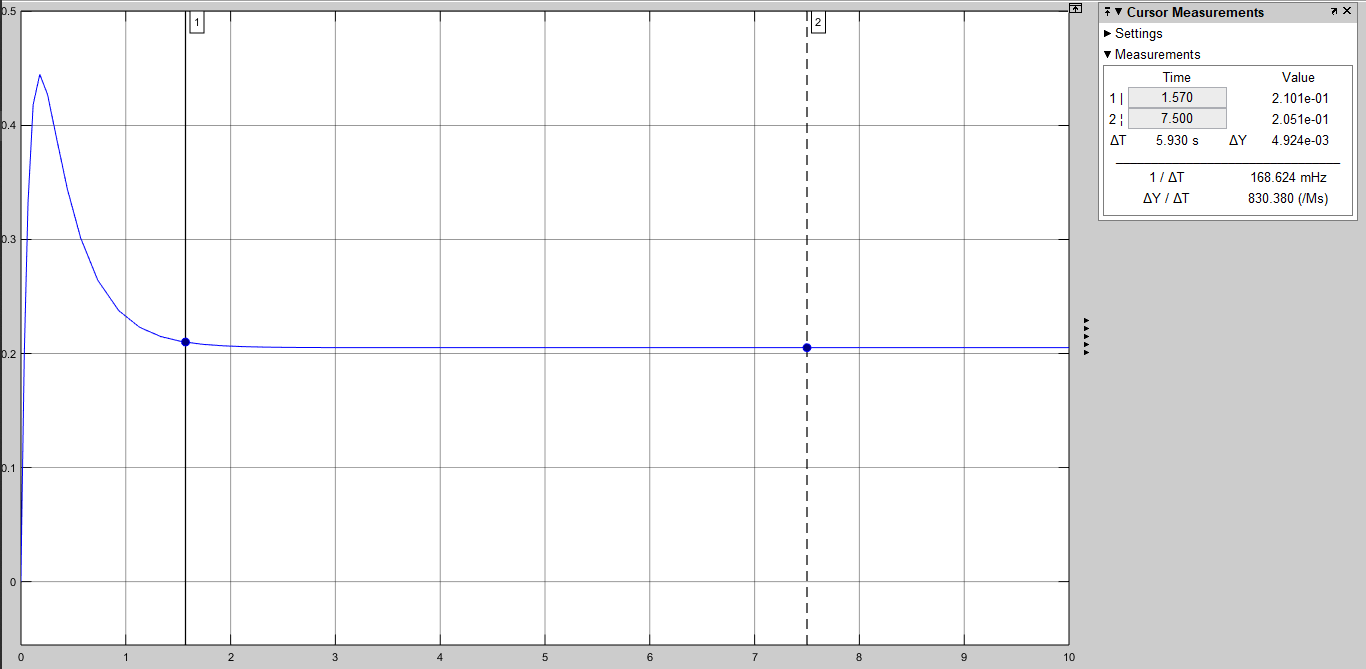 0.5
0.4
0.3
0.2
0.1
0
0 1 2 3 4 5 6 7 8 9 10
1
2
Cursor Measurements
Settings
Measurements
Time Value
1 | 1.570 2.101e-01
2 ¦ 7.500 2.051e-01
ΔT 5.930 s ΔY 4.924e-03
1 / ΔT 168.624 mHz
ΔY / ΔT 830.380 (/Ms)